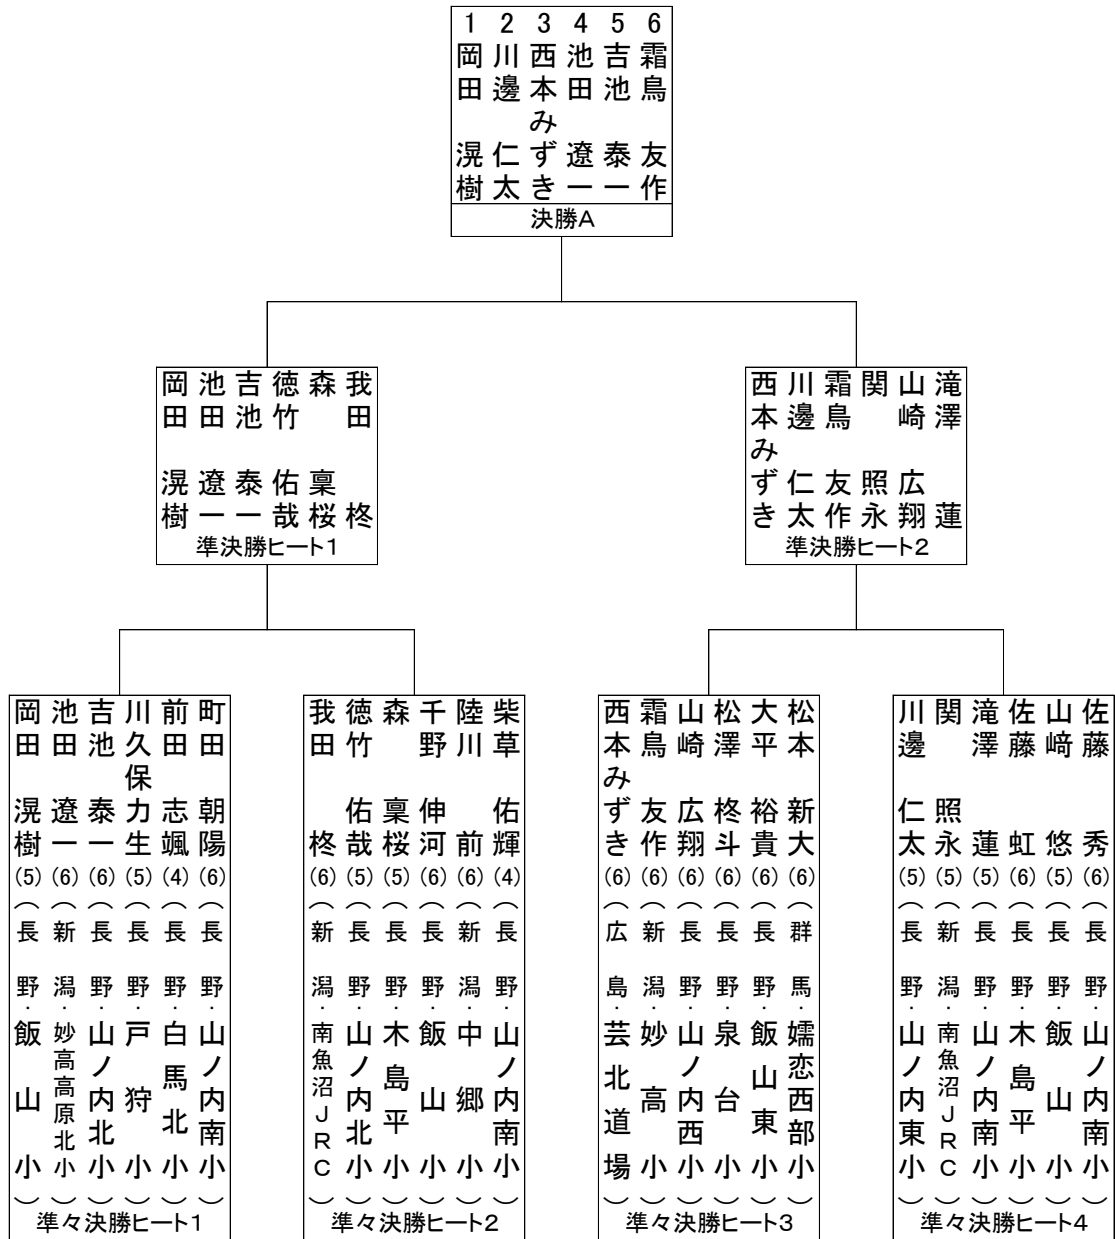 1 岡田 滉樹
2 川邊 仁太
3 西本みずき
4 池田 遼一
5 吉池 泰一
6 霜鳥 友作
決勝A
岡田 滉樹
池田 遼一
吉池 泰一
徳竹 佑哉
森 稟桜
我田 柊
準決勝ヒート1
西本みずき
川邊 仁太
霜鳥 友作
関 照永
山崎 広翔
滝澤 蓮
準決勝ヒート2
岡田 滉樹(5)(長野・飯山小)
池田 遼一(6)(新潟・妙高高原北小)
吉池 泰一(6)(長野・山ノ内北小)
川久保力生(5)(長野・戸狩小)
前田 志颯(4)(長野・白馬北小)
町田 朝陽(6)(長野・山ノ内南小)
準々決勝ヒート1
我田 柊(6)(新潟・南魚沼JRC)
徳竹 佑哉(5)(長野・山ノ内北小)
森 稟桜(5)(長野・木島平小)
千野 伸河(6)(長野・飯山小)
陸川 前(6)(新潟・中郷小)
柴草 佑輝(4)(長野・山ノ内南小)
準々決勝ヒート2
西本みずき(6)(広島・芸北道場)
霜鳥 友作(6)(新潟・妙高小)
山崎 広翔(6)(長野・山ノ内西小)
松澤 柊斗(6)(長野・泉台小)
大平 裕貴(6)(長野・飯山東小)
松本 新大(6)(群馬・嬬恋西部小)
準々決勝ヒート3
川邊 仁太(5)(長野・山ノ内東小)
関 照永(5)(新潟・南魚沼JRC)
滝澤 蓮(5)(長野・山ノ内南小)
佐藤 虹(6)(長野・木島平小)
山﨑 悠(5)(長野・飯山小)
佐藤 秀(6)(長野・山ノ内南小)
準々決勝ヒート4